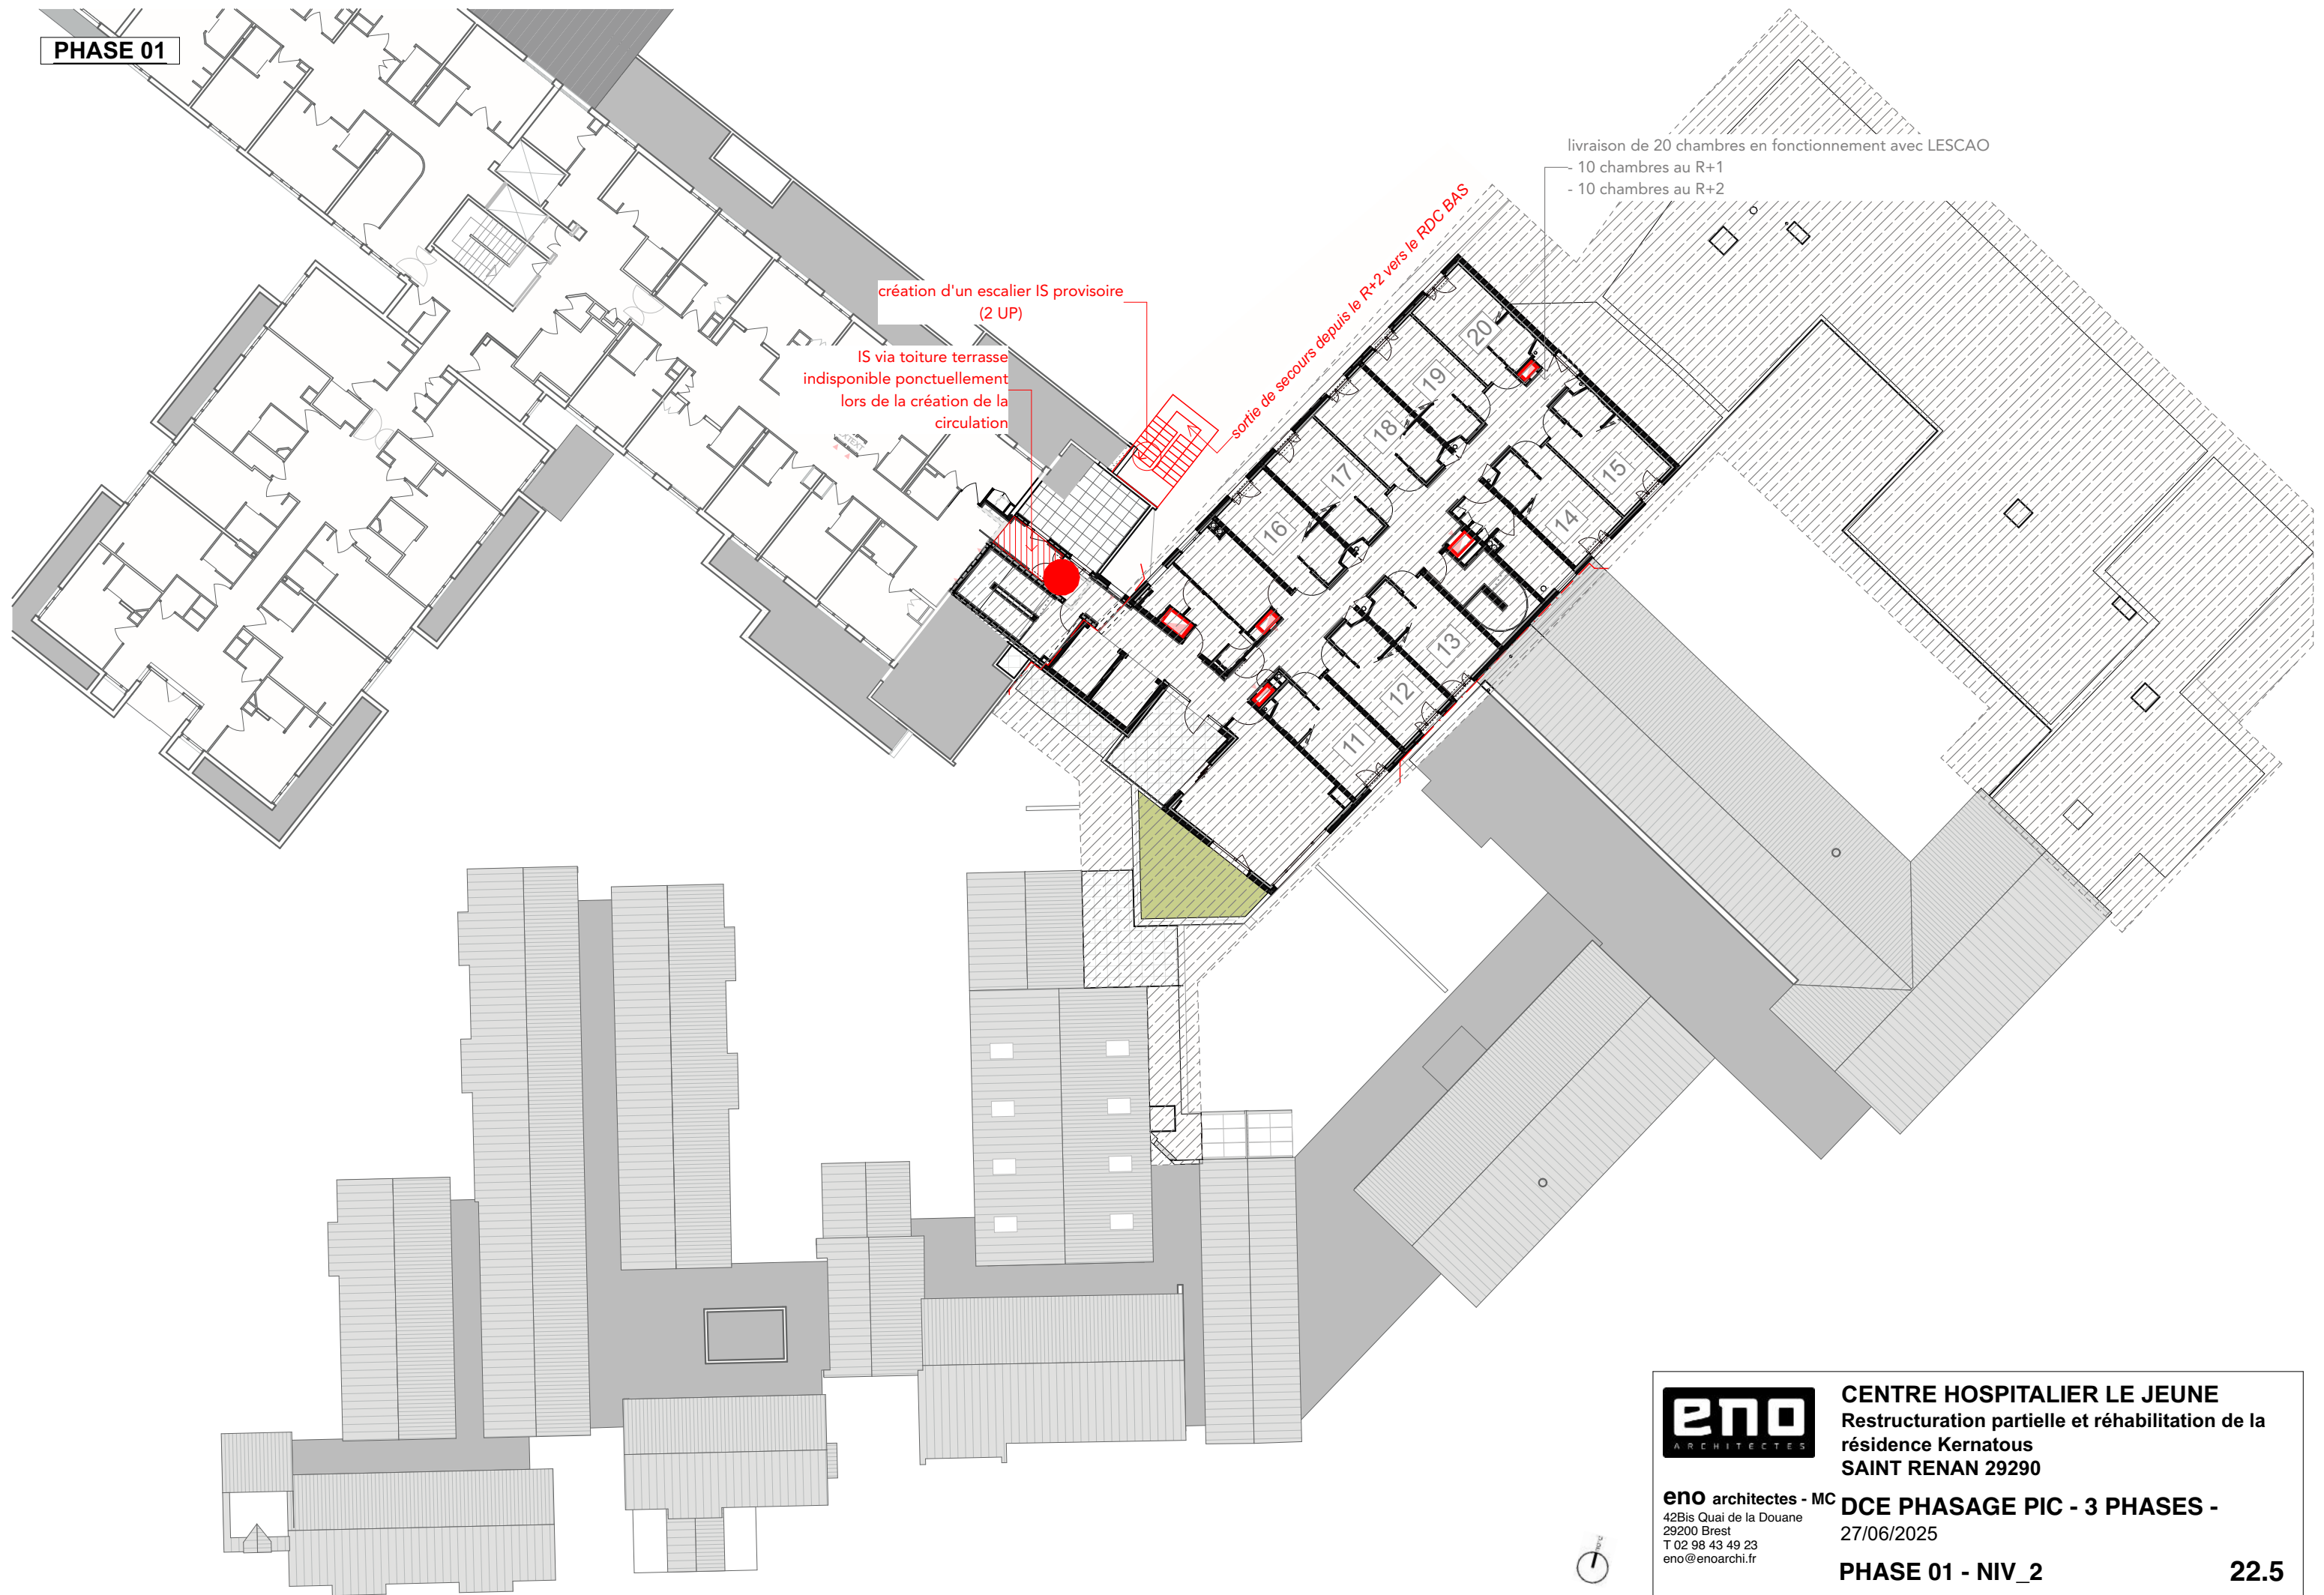 PHASE 01
livraison de 20 chambres en fonctionnement avec LESCAO
- 10 chambres au R+1
- 10 chambres au R+2
sortie de secours depuis le R+2 vers le RDC BAS
création d'un escalier IS provisoire
(2 UP)
IS via toiture terrasse
indisponible ponctuellement
lors de la création de la
circulation
20
19
18
17
16
15
14
13
12
11
eno
ARCHITECTES
CENTRE HOSPITALIER LE JEUNE
Restructuration partielle et réhabilitation de la
résidence Kernatous
SAINT RENAN 29290
eno architectes - MC
42Bis Quai de la Douane
29200 Brest
T 02 98 43 49 23
eno@enoarchi.fr
DCE PHASAGE PIC - 3 PHASES -
27/06/2025
PHASE 01 - NIV_2
22.5